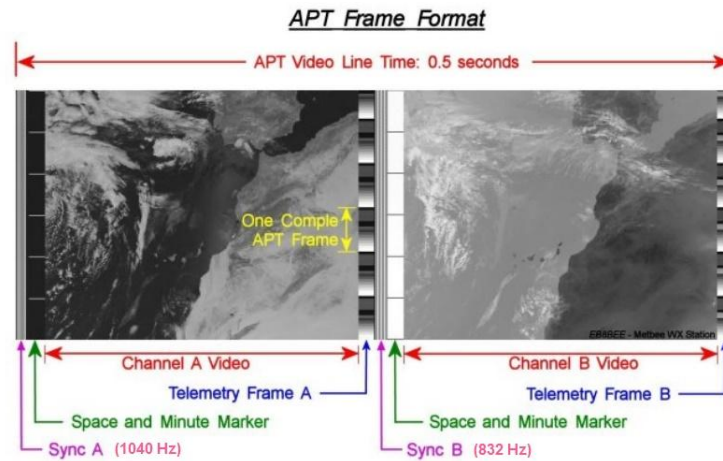 APT Frame Format
APT Video Line Time: 0.5 seconds
One Comple
APT Frame
EB8BEE - Metbee WX Station
Channel A Video
Channel B Video
Telemetry Frame A
Telemetry Frame B
Space and Minute Marker
Space and Minute Marker
Sync A (1040 Hz)
Sync B (832 Hz)